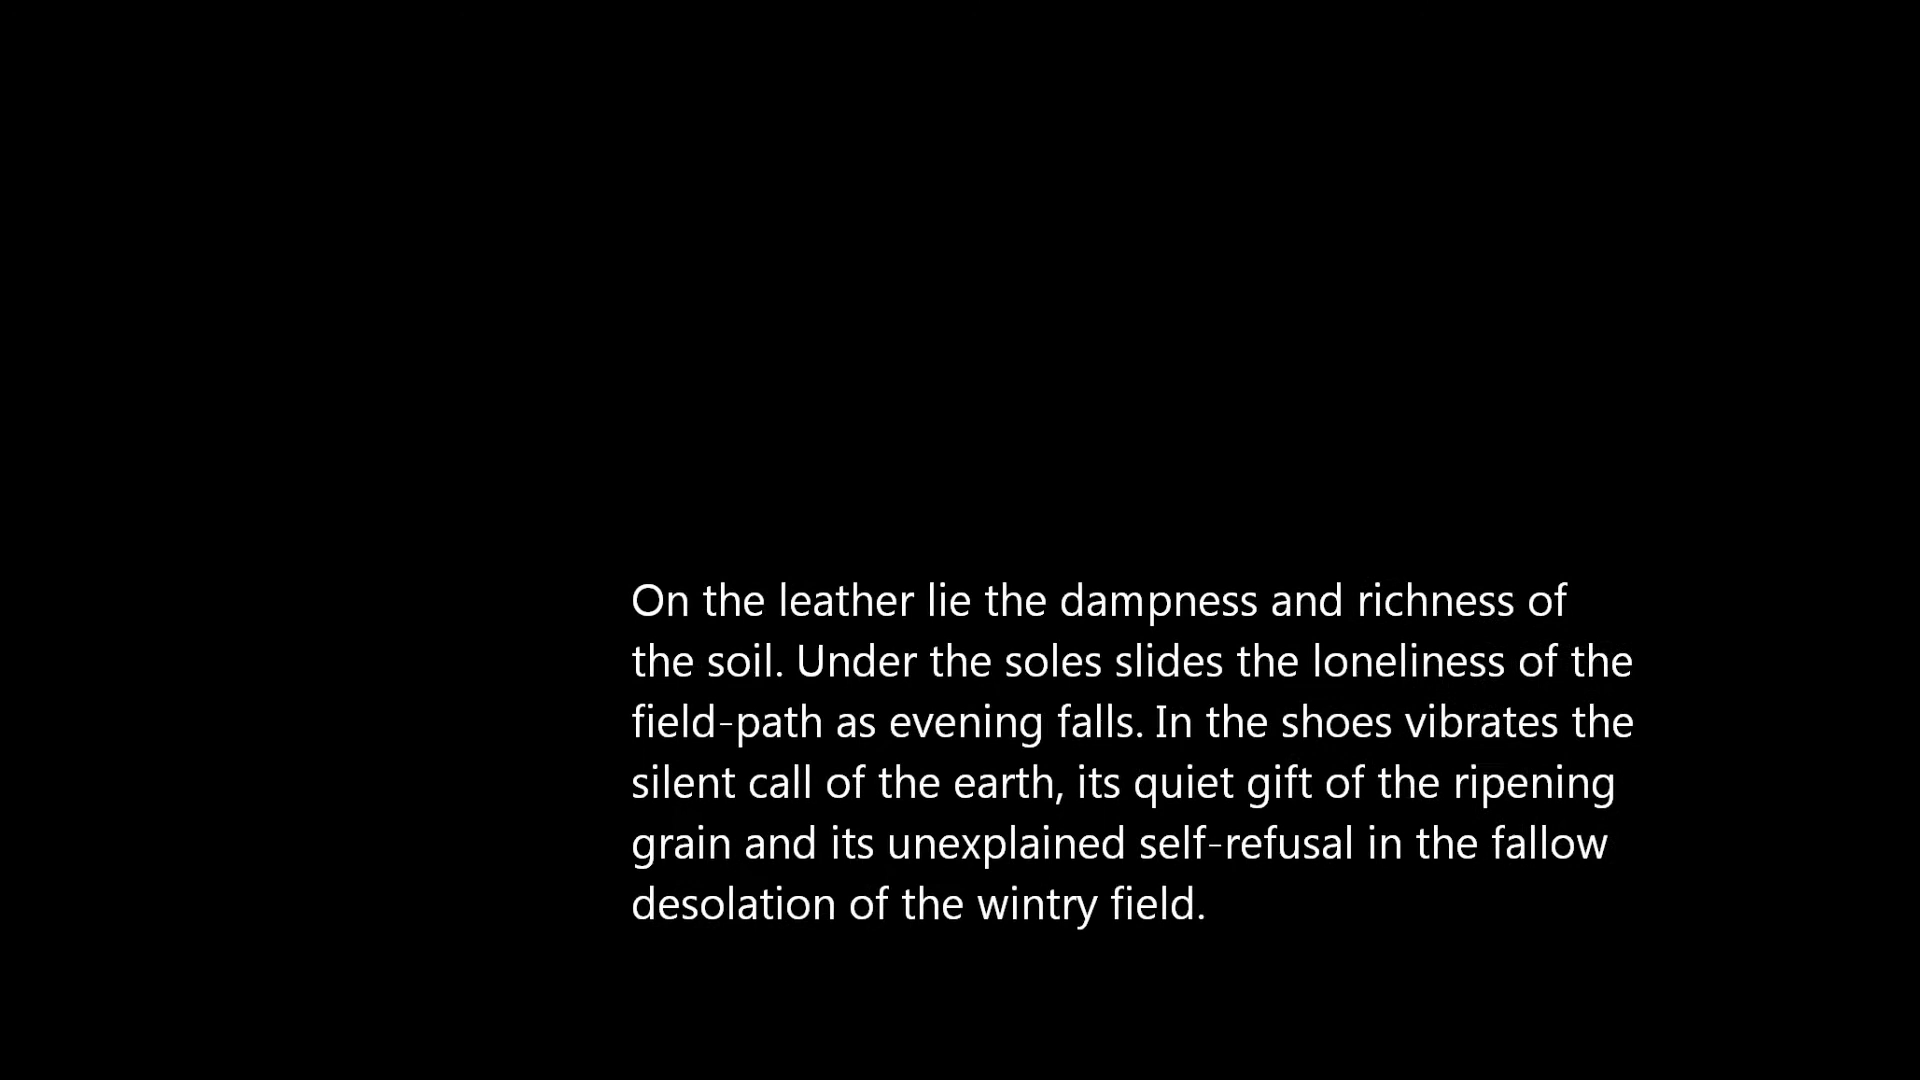 On the leather lie the dampness and richness of
the soil. Under the soles slides the loneliness of the
field-path as evening falls. In the shoes vibrates the
silent call of the earth, its quiet gift of the ripening
grain and its unexplained self-refusal in the fallow
desolation of the wintry field.